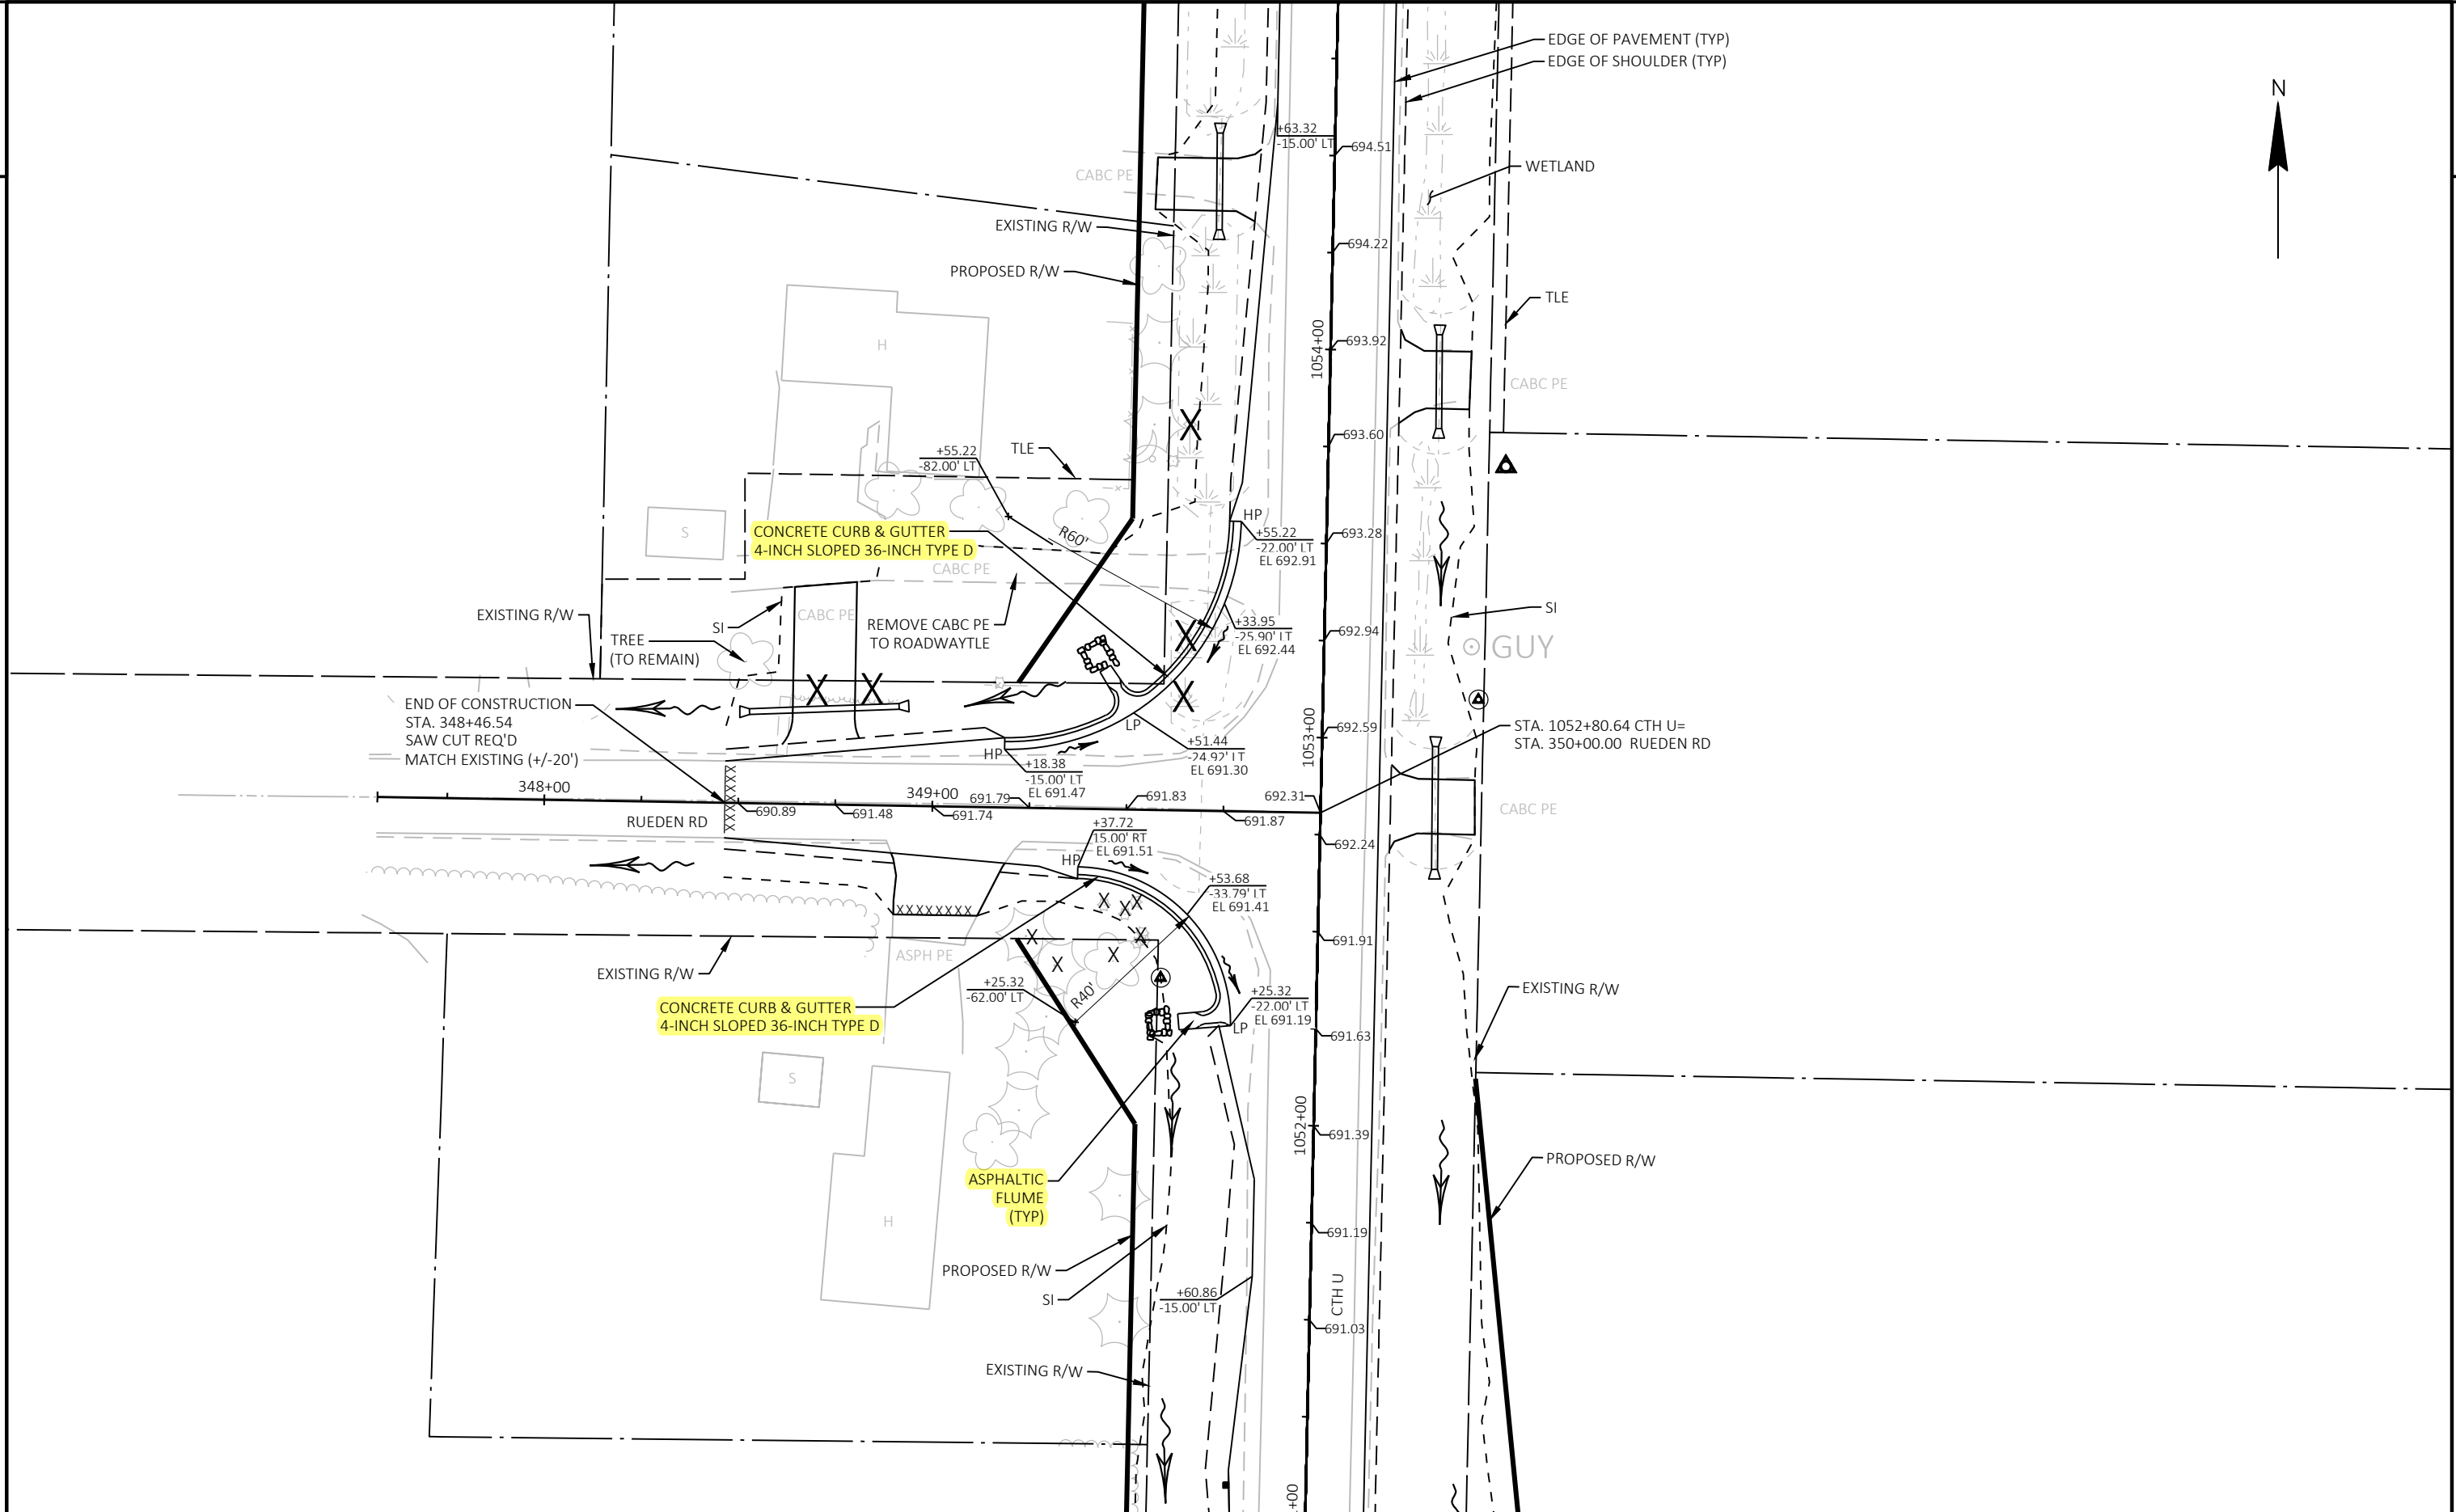 EDGE OF PAVEMENT (TYP)
EDGE OF SHOULDER (TYP)
N
+63.32
-15.00' LT
694.51
WETLAND
CABC PE
EXISTING R/W
694.22
PROPOSED R/W
TLE
1054+00
693.92
H
CABC PE
X
693.60
+55.22
-82.00' LT
TLE
HP
+55.22
-22.00' LT
EL 692.91
693.28
S
CONCRETE CURB & GUTTER
4-INCH SLOPED 36-INCH TYPE D
R60'
CABC PE
EXISTING R/W
CABC PE
SI
SI
TREE
(TO REMAIN)
REMOVE CABC PE
TO ROADWAYTLE
X
+33.95
-25.90' LT
EL 692.44
692.94
GUY
X X
X
END OF CONSTRUCTION
STA. 348+46.54
SAW CUT REQ'D
MATCH EXISTING (+/-20')
LP
HP
+51.44
-24.92' LT
EL 691.30
1053+00
692.59
STA. 1052+80.64 CTH U=
STA. 350+00.00 RUEDEN RD
+18.38
-15.00' LT
EL 691.47
XXXXXXX
348+00
349+00
691.79
691.83
692.31
690.89
691.48
691.74
691.87
CABC PE
RUEDEN RD
+37.72
15.00' RT
EL 691.51
HP
692.24
+53.68
-33.79' LT
EL 691.41
XXXXXXXX
X X X
X X
X X
691.91
ASPH PE
EXISTING R/W
EXISTING R/W
+25.32
-62.00' LT
R40'
+25.32
-22.00' LT
EL 691.19
LP
CONCRETE CURB & GUTTER
4-INCH SLOPED 36-INCH TYPE D
691.63
S
1052+00
691.39
PROPOSED R/W
ASPHALTIC
FLUME
(TYP)
H
691.19
PROPOSED R/W
SI
+60.86
-15.00' LT
CTH U
691.03
EXISTING R/W
+00